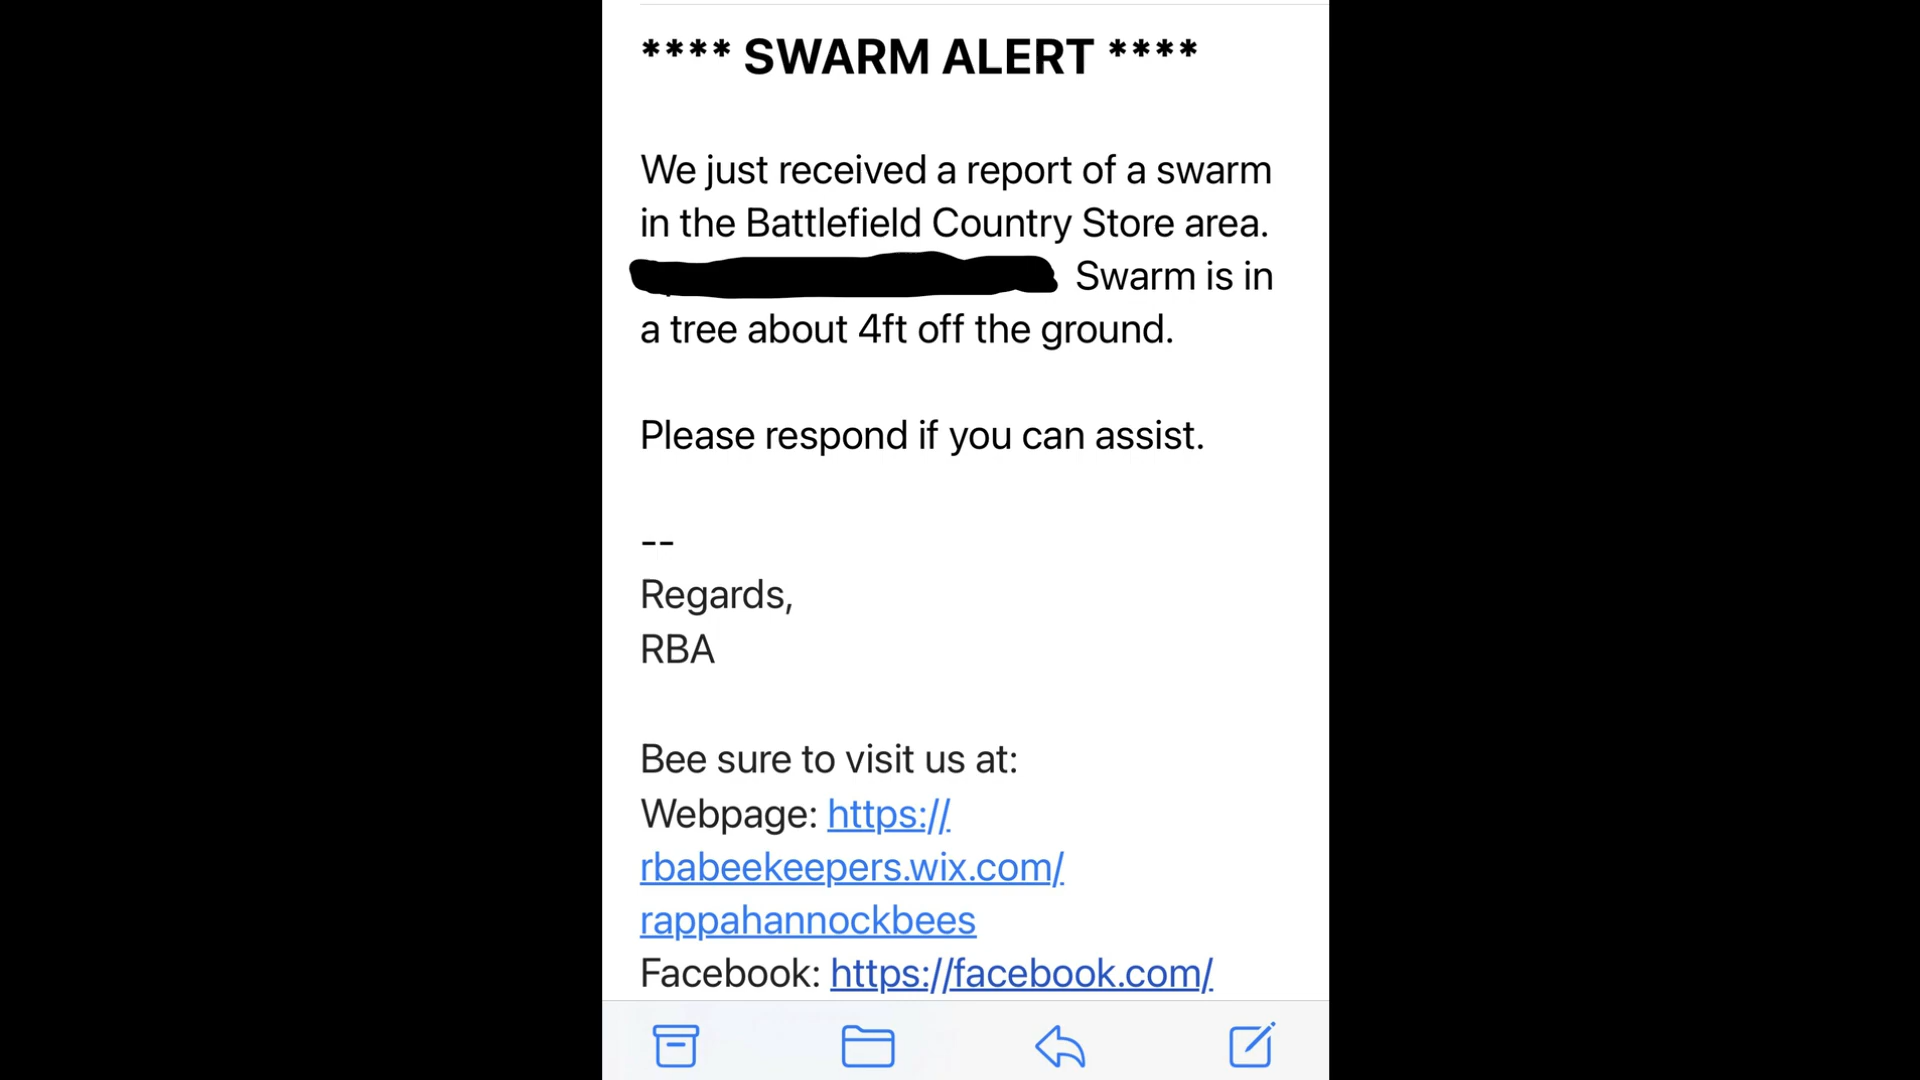 **** SWARM ALERT ****
We just received a report of a swarm
in the Battlefield Country Store area.
Swarm is in
a tree about 4ft off the ground.
Please respond if you can assist.
--
Regards,
RBA
Bee sure to visit us at:
Webpage: https://
rbabeekeepers.wix.com/
rappahannockbees
Facebook: https://facebook.com/